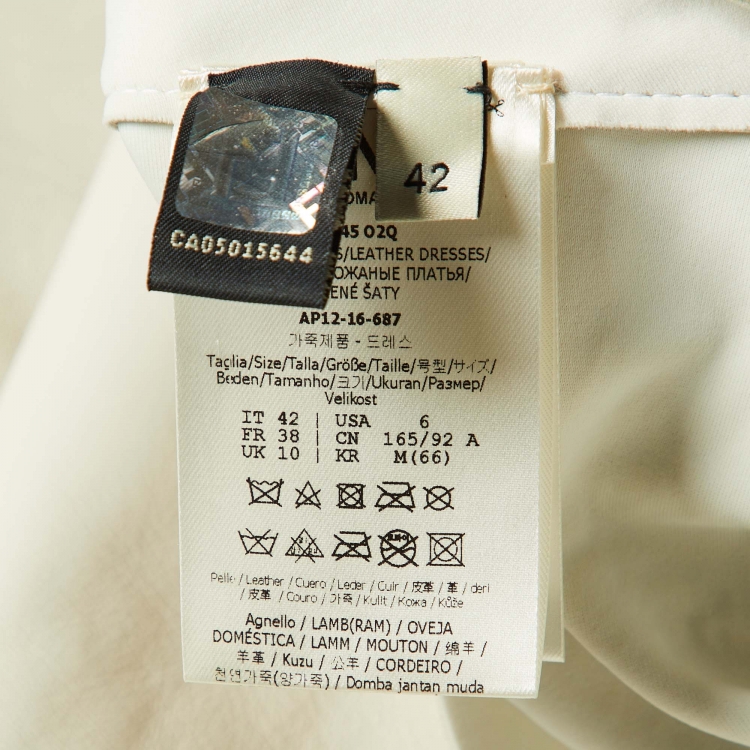 42
CA05015644
45 O2Q
S/LEATHER DRESSES/
ОЖАНЫЕ ПЛАТЬЯ/
ENÉ ŠATY
AP12-16-687
가죽제품 - 드레스
Taglia/Size/Talla/Größe/Taille/号型/サイズ/
Beden/Tamanho/크기/Ukuran/Размер/
Velikost
IT 42 | USA 6
FR 38 | CN 165/92 A
UK 10 | KR M(66)
Pelle / Leather / Cuero / Leder / Cuir / 皮革 / 革 / deri
/ 皮革 / Couro / 가죽 / Kulit / Кожа / Kůže
Agnello / LAMB(RAM) / OVEJA
DOMÉSTICA / LAMM / MOUTON / 绵羊 /
羊革 / Kuzu / 公羊 / CORDEIRO /
천연가죽(양가죽) / Domba jantan muda